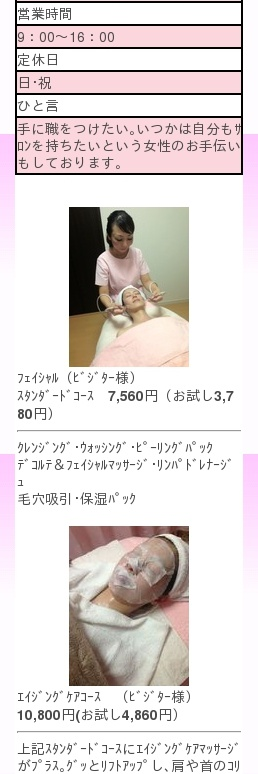 営業時間
9：00～16：00
定休日
日･祝
ひと言
手に職をつけたい｡いつかは自分もｻ
ﾛﾝを持ちたいという女性のお手伝い
もしております。
ﾌｪｲｼｬﾙ（ﾋﾞｼﾞﾀｰ様）
ｽﾀﾝﾀﾞｰﾄﾞｺｰｽ　7,560円（お試し3,7
80円）
ｸﾚﾝｼﾞﾝｸﾞ･ｳｫｯｼﾝｸﾞ･ﾋﾟｰﾘﾝｸﾞﾊﾟｯｸ
ﾃﾞｺﾙﾃ＆ﾌｪｲｼｬﾙﾏｯｻｰｼﾞ･ﾘﾝﾊﾟﾄﾞﾚﾅｰｼﾞ
ｭ
毛穴吸引･保湿ﾊﾟｯｸ
ｴｲｼﾞﾝｸﾞｹｱｺｰｽ　（ﾋﾞｼﾞﾀｰ様）
10,800円(お試し4,860円）
上記ｽﾀﾝﾀﾞｰﾄﾞｺｰｽにｴｲｼﾞﾝｸﾞｹｱﾏｯｻｰｼﾞ
がﾌﾟﾗｽ｡ｸﾞｯとﾘﾌﾄｱｯﾌﾟし､肩や首のｺﾘ